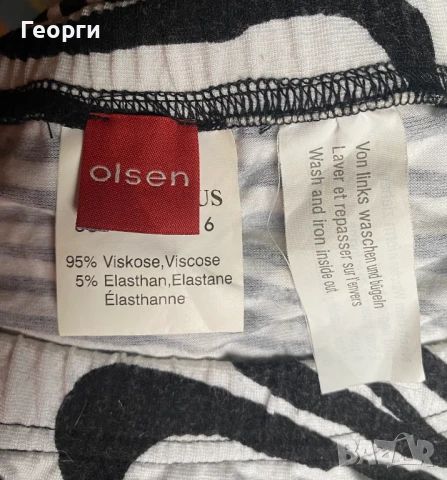 Георги
olsen
US
6
95% Viskose,Viscose
5% Elasthan,Elastane
Élasthanne
Von links waschen und bügeln
Laver et repasser sur l'envers
Wash and iron inside out
BAZAR